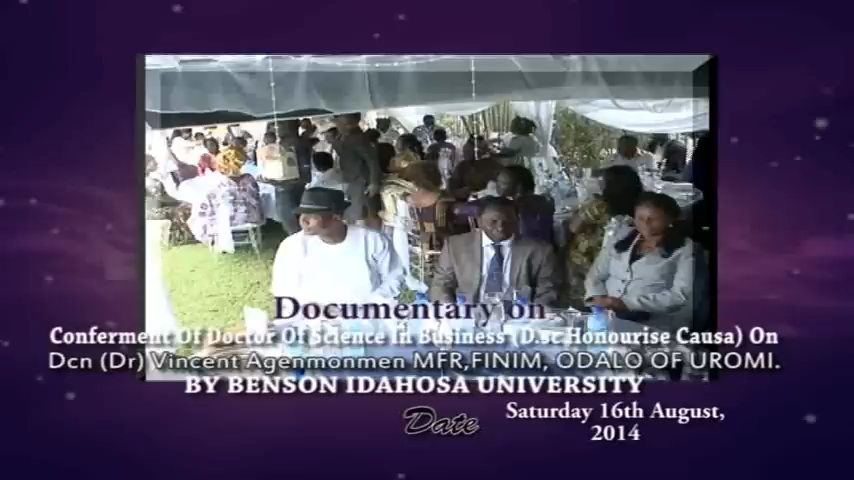 Documentary on
Conferment Of Doctor Of Science In Business (D.sc Honourise Causa) On
Dcn (Dr) Vincent Agenmonmen MFR,FINIM, ODALO OF UROMI.
BY BENSON IDAHOSA UNIVERSITY
Date Saturday 16th August,
2014